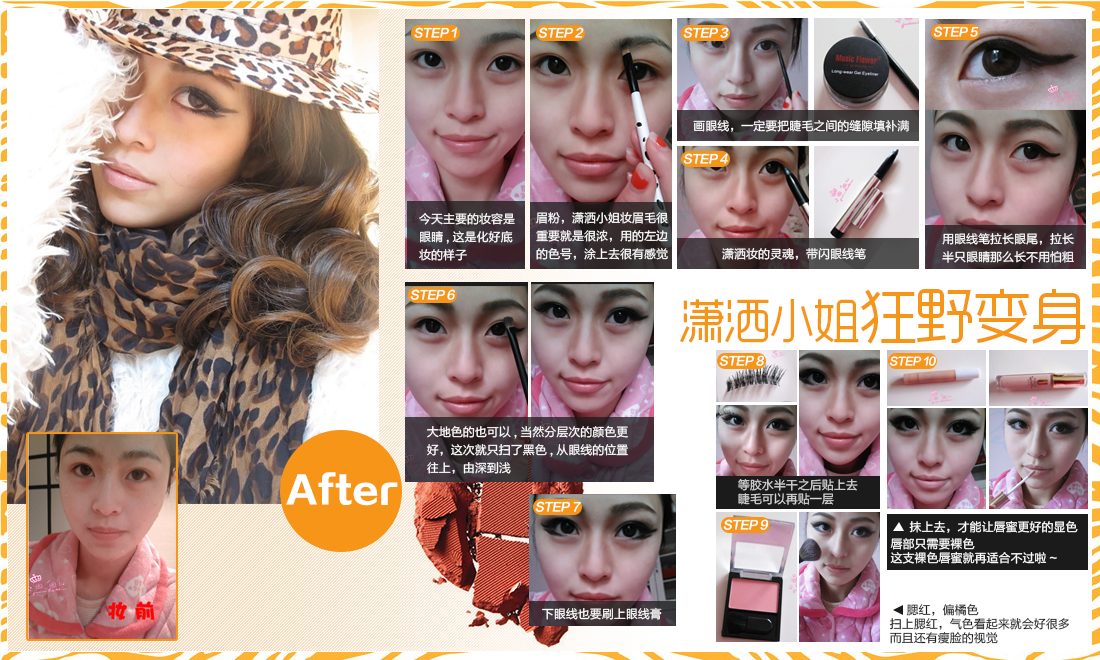 STEP 1
今天主要的妆容是
眼睛,这是化好底
妆的样子
STEP 2
眉粉，潇洒小姐妆眉毛很
重要就是很浓，用的左边
的色号，涂上去很有感觉
STEP 3
Music Flower
Long-wear Gel Eyeliner
画眼线，一定要把睫毛之间的缝隙填补满
STEP 4
潇洒妆的灵魂，带闪眼线笔
STEP 5
用眼线笔拉长眼尾，拉长
半只眼睛那么长不用怕粗
潇洒小姐狂野变身
STEP 6
大地色的也可以,当然分层次的颜色更
好，这次就只扫了黑色,从眼线的位置
往上，由深到浅
STEP 7
下眼线也要刷上眼线膏
STEP 8
等胶水半干之后贴上去
睫毛可以再贴一层
STEP 9
◀腮红，偏橘色
扫上腮红，气色看起来就会好很多
而且还有瘦脸的视觉
STEP 10
▲ 抹上去，才能让唇蜜更好的显色
唇部只需要裸色
这支裸色唇蜜就再适合不过啦~
After
妆前